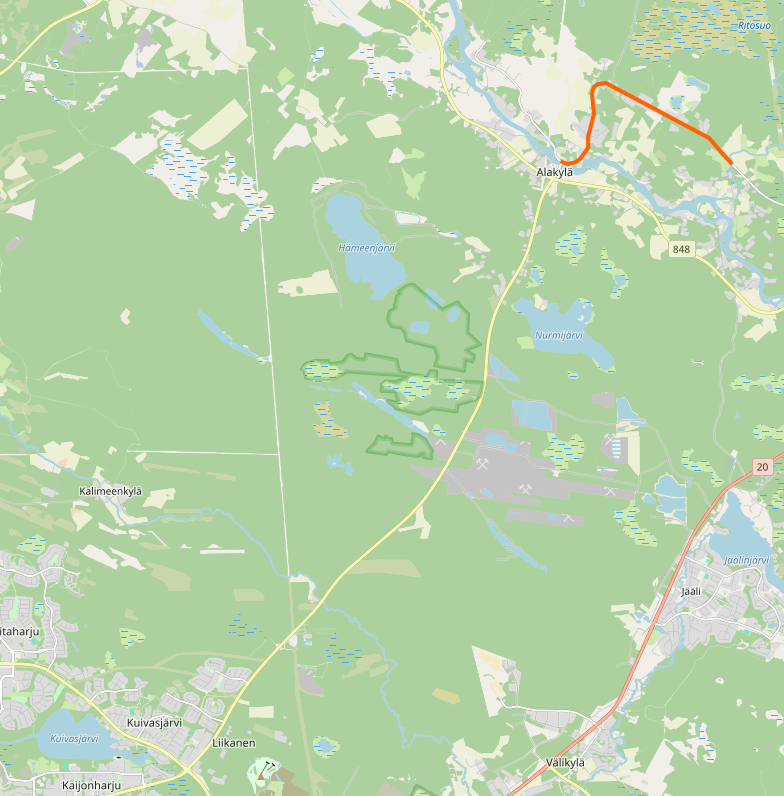 Ritosuo
Alakylä
Hämeenjärvi
848
Nurmijärvi
20
Kalimeenkylä
Jäälinjärvi
Jääli
itaharju
Kuivasjärvi
Kuivasjärvi
Liikanen
Välikylä
Kaijonharju